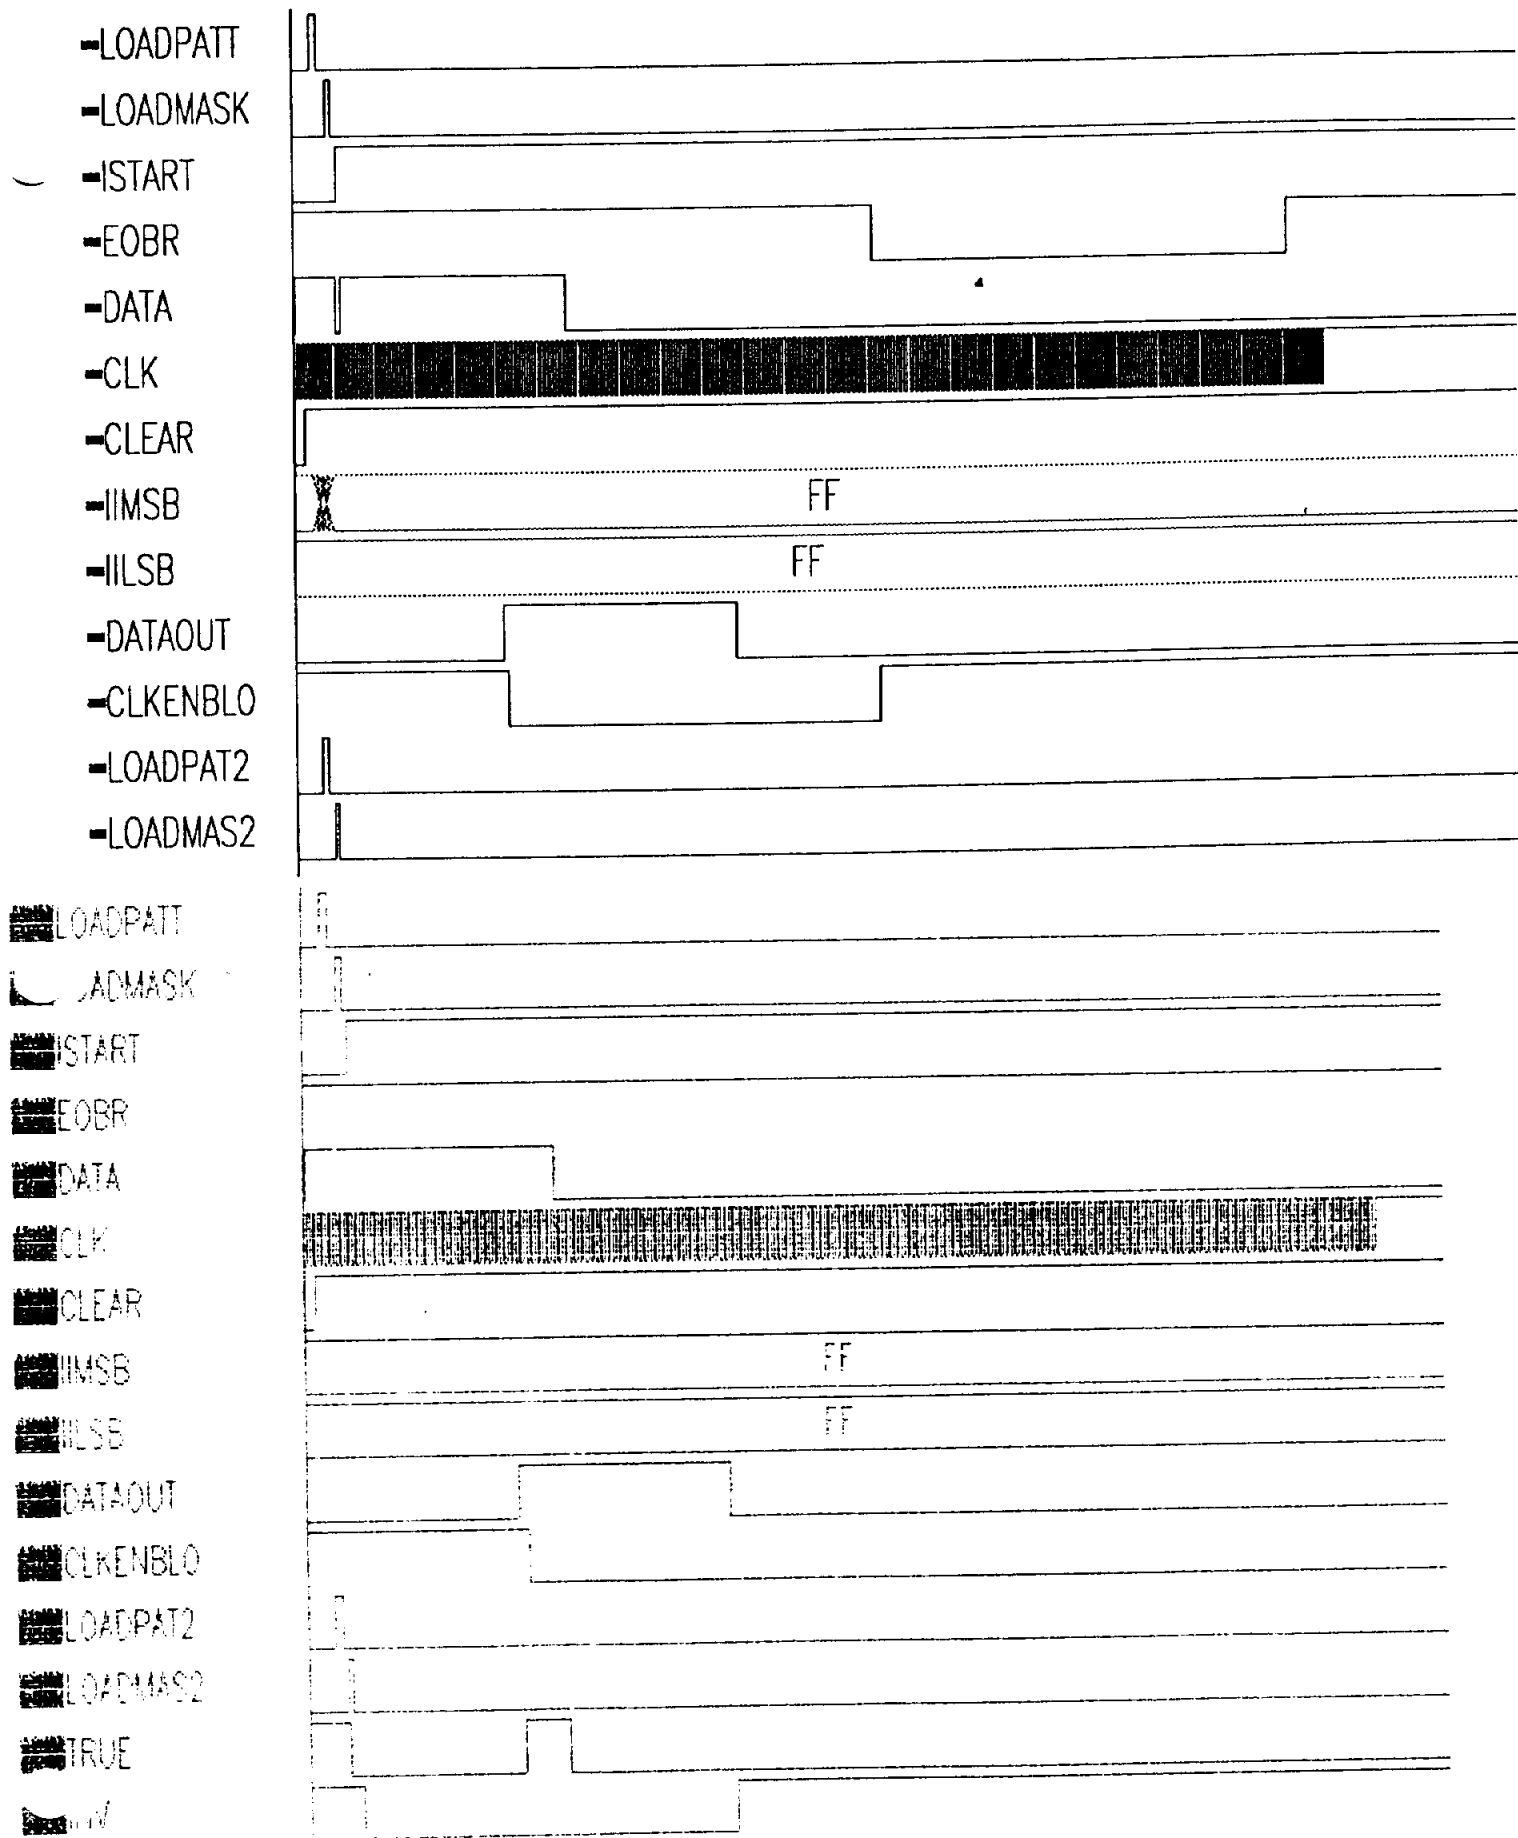 LOADPATT
LOADMASK
ISTART
EOBR
DATA
CLK
CLEAR
IIMSB FF
IILSB FF
DATAOUT
CLKENBLO
LOADPAT2
LOADMAS2
LOADPATT
ADMASK
ISTART
EOBR
DATA
CLK
CLEAR
IIMSB FF
IILSB FF
DATAOUT
CLKENBLO
LOADPAT2
LOADMAS2
TRUE